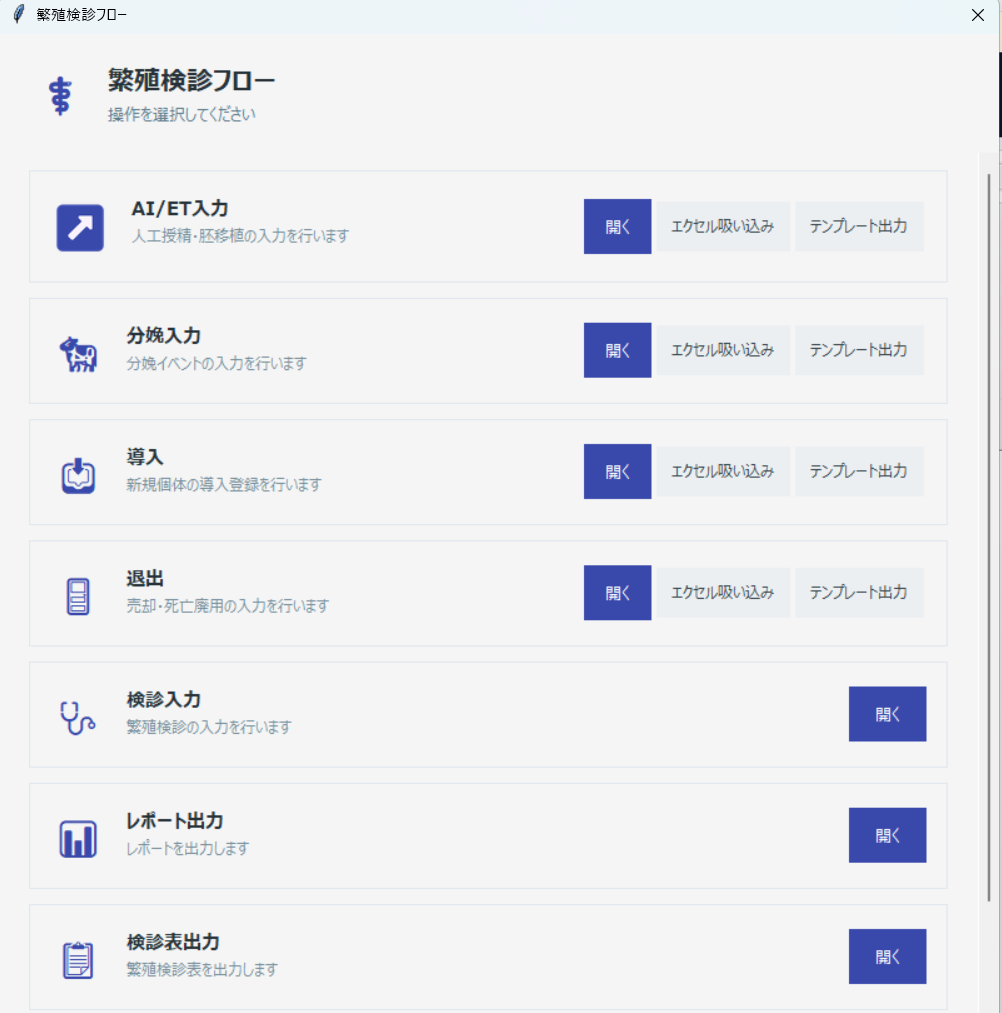 繁殖検診フロー
繁殖検診フロー
操作を選択してください
AI/ET入力
人工授精・胚移植の入力を行います
開く エクセル吸い込み テンプレート出力
分娩入力
分娩イベントの入力を行います
開く エクセル吸い込み テンプレート出力
導入
新規個体の導入登録を行います
開く エクセル吸い込み テンプレート出力
退出
売却・死亡廃用の入力を行います
開く エクセル吸い込み テンプレート出力
検診入力
繁殖検診の入力を行います
開く
レポート出力
レポートを出力します
開く
検診表出力
繁殖検診表を出力します
開く